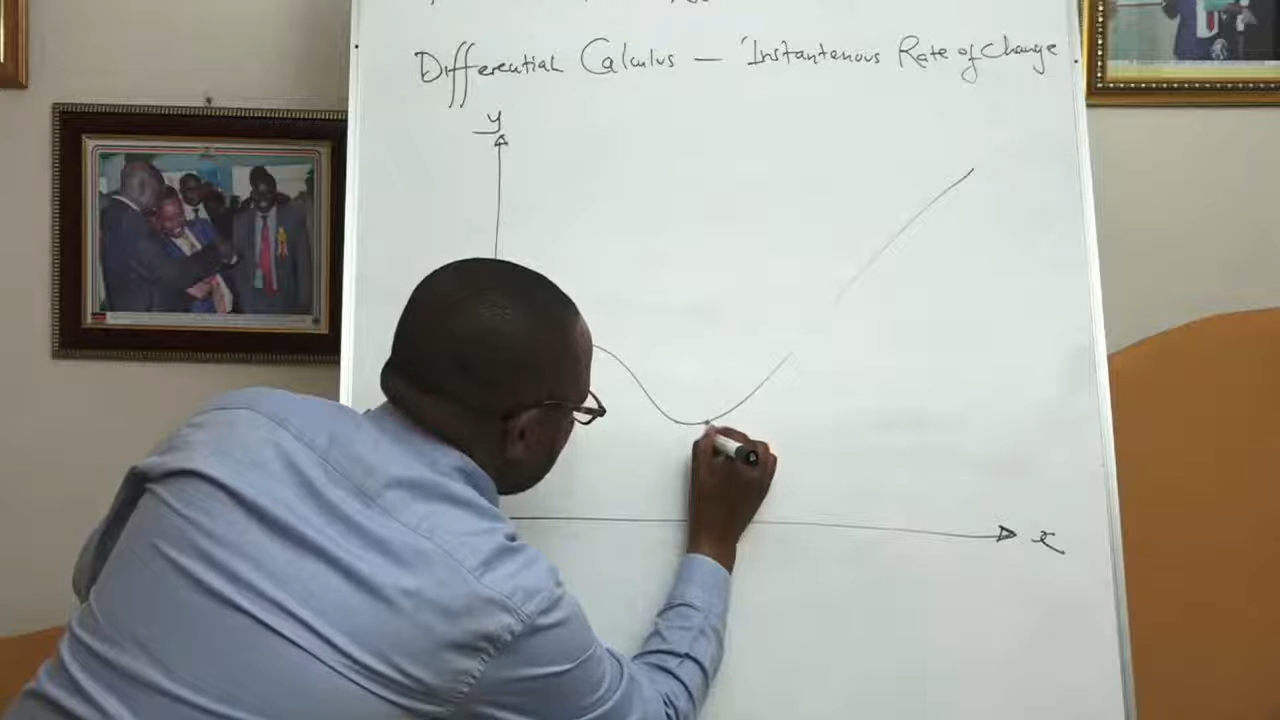 Differential Calculus — Instantenous Rate of Change.
y
x